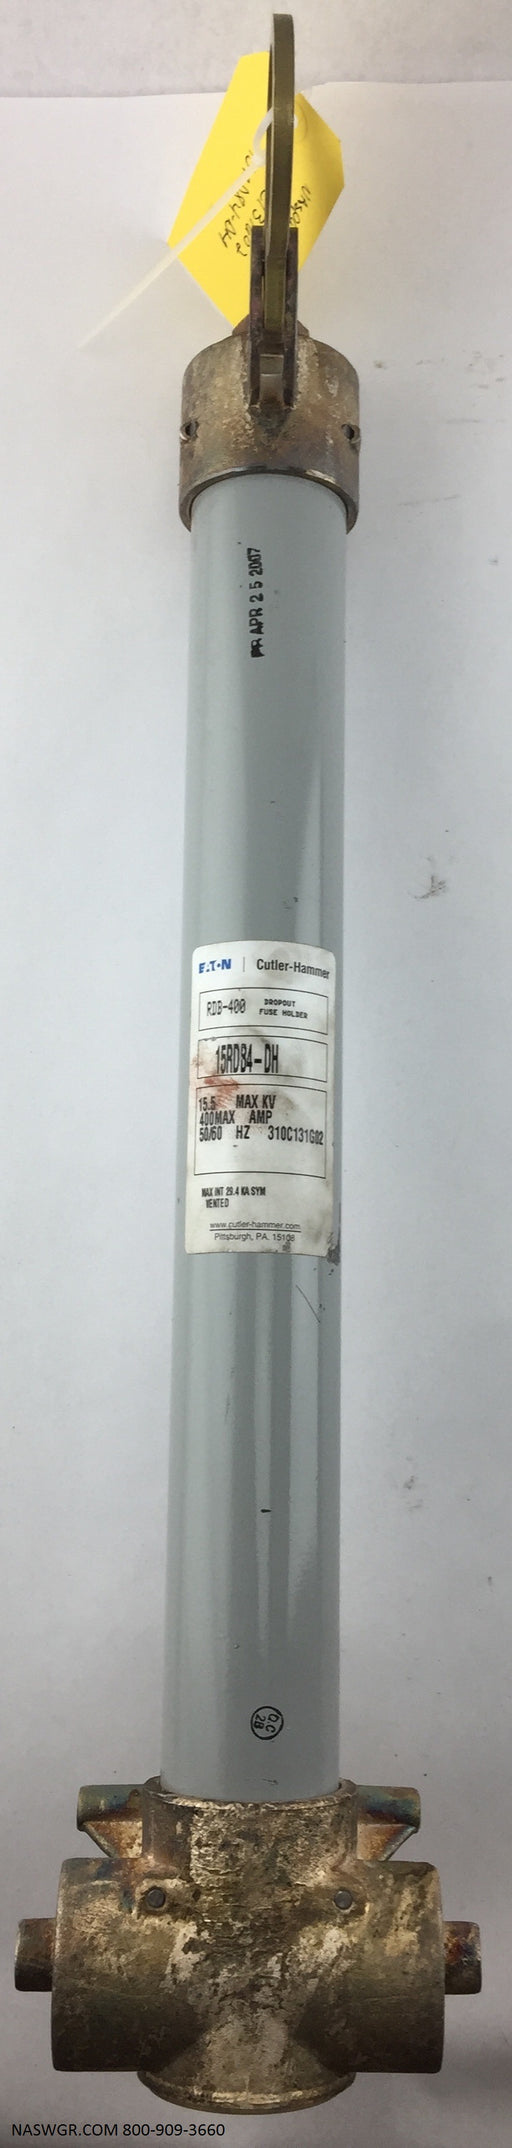 APR 25 2007
EATON | Cutler-Hammer
RDB-400 DROPOUT FUSE HOLDER
15RDB4-DH
15.5 MAX KV
400MAX AMP
50/60 HZ 310C131G02
MAX INT 29.4 KA SYM
VENTED
www.cutler-hammer.com
Pittsburgh, PA. 15108
Q.C
28
NASWGR.COM 800-909-3660